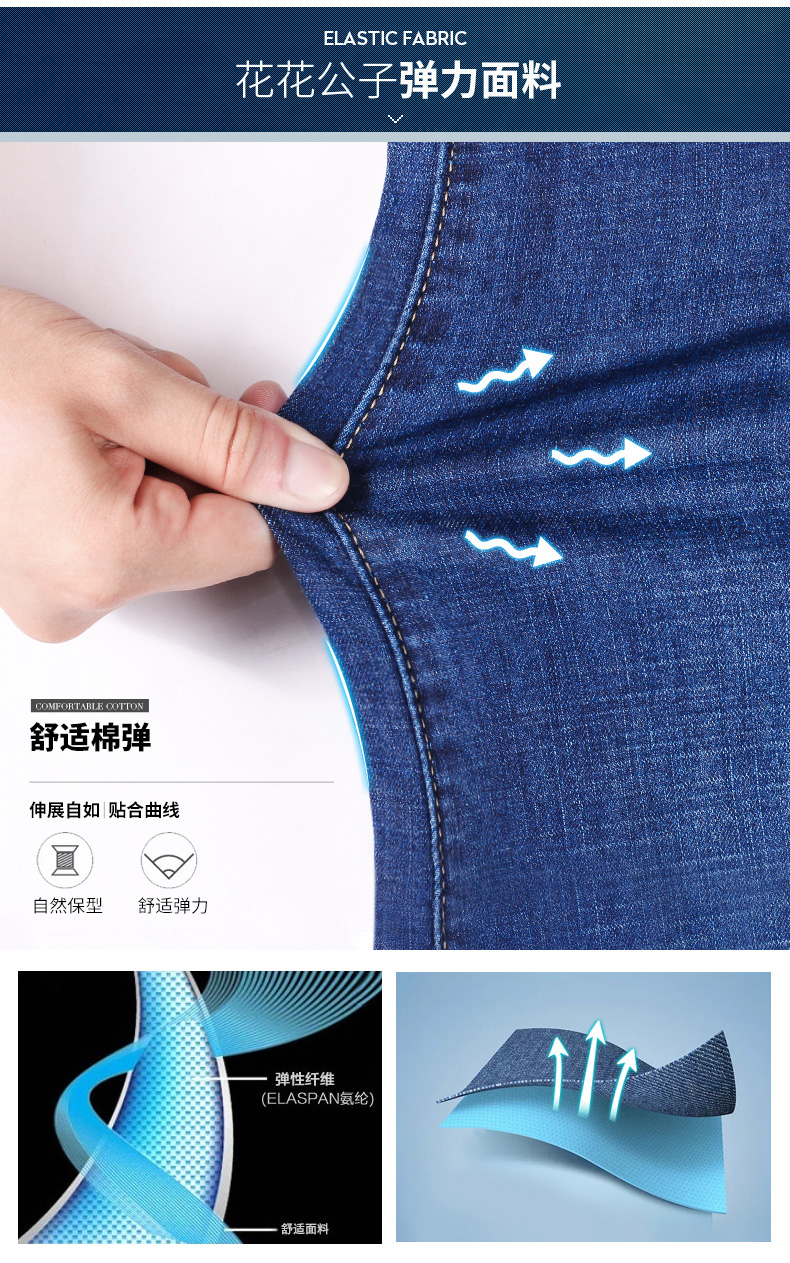 ELASTIC FABRIC
花花公子弹力面料
COMFORTABLE COTTON
舒适棉弹
伸展自如|贴合曲线
自然保型 舒适弹力
弹性纤维
(ELASPAN氨纶)
舒适面料